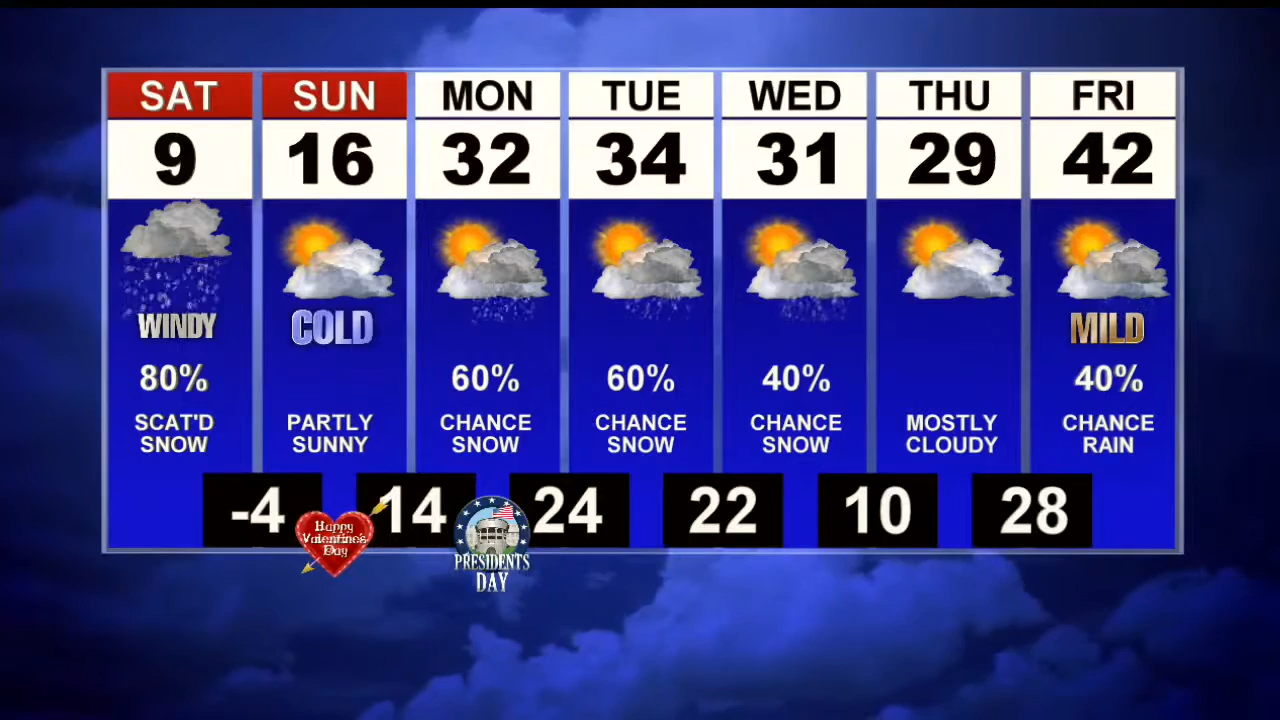 SAT SUN MON TUE WED THU FRI
9 16 32 34 31 29 42
WINDY COLD MILD
80% 60% 60% 40% 40%
SCAT'D PARTLY CHANCE CHANCE CHANCE MOSTLY CHANCE
SNOW SUNNY SNOW SNOW SNOW CLOUDY RAIN
-4 14 24 22 10 28
Happy
Valentine's
Day
PRESIDENTS
DAY